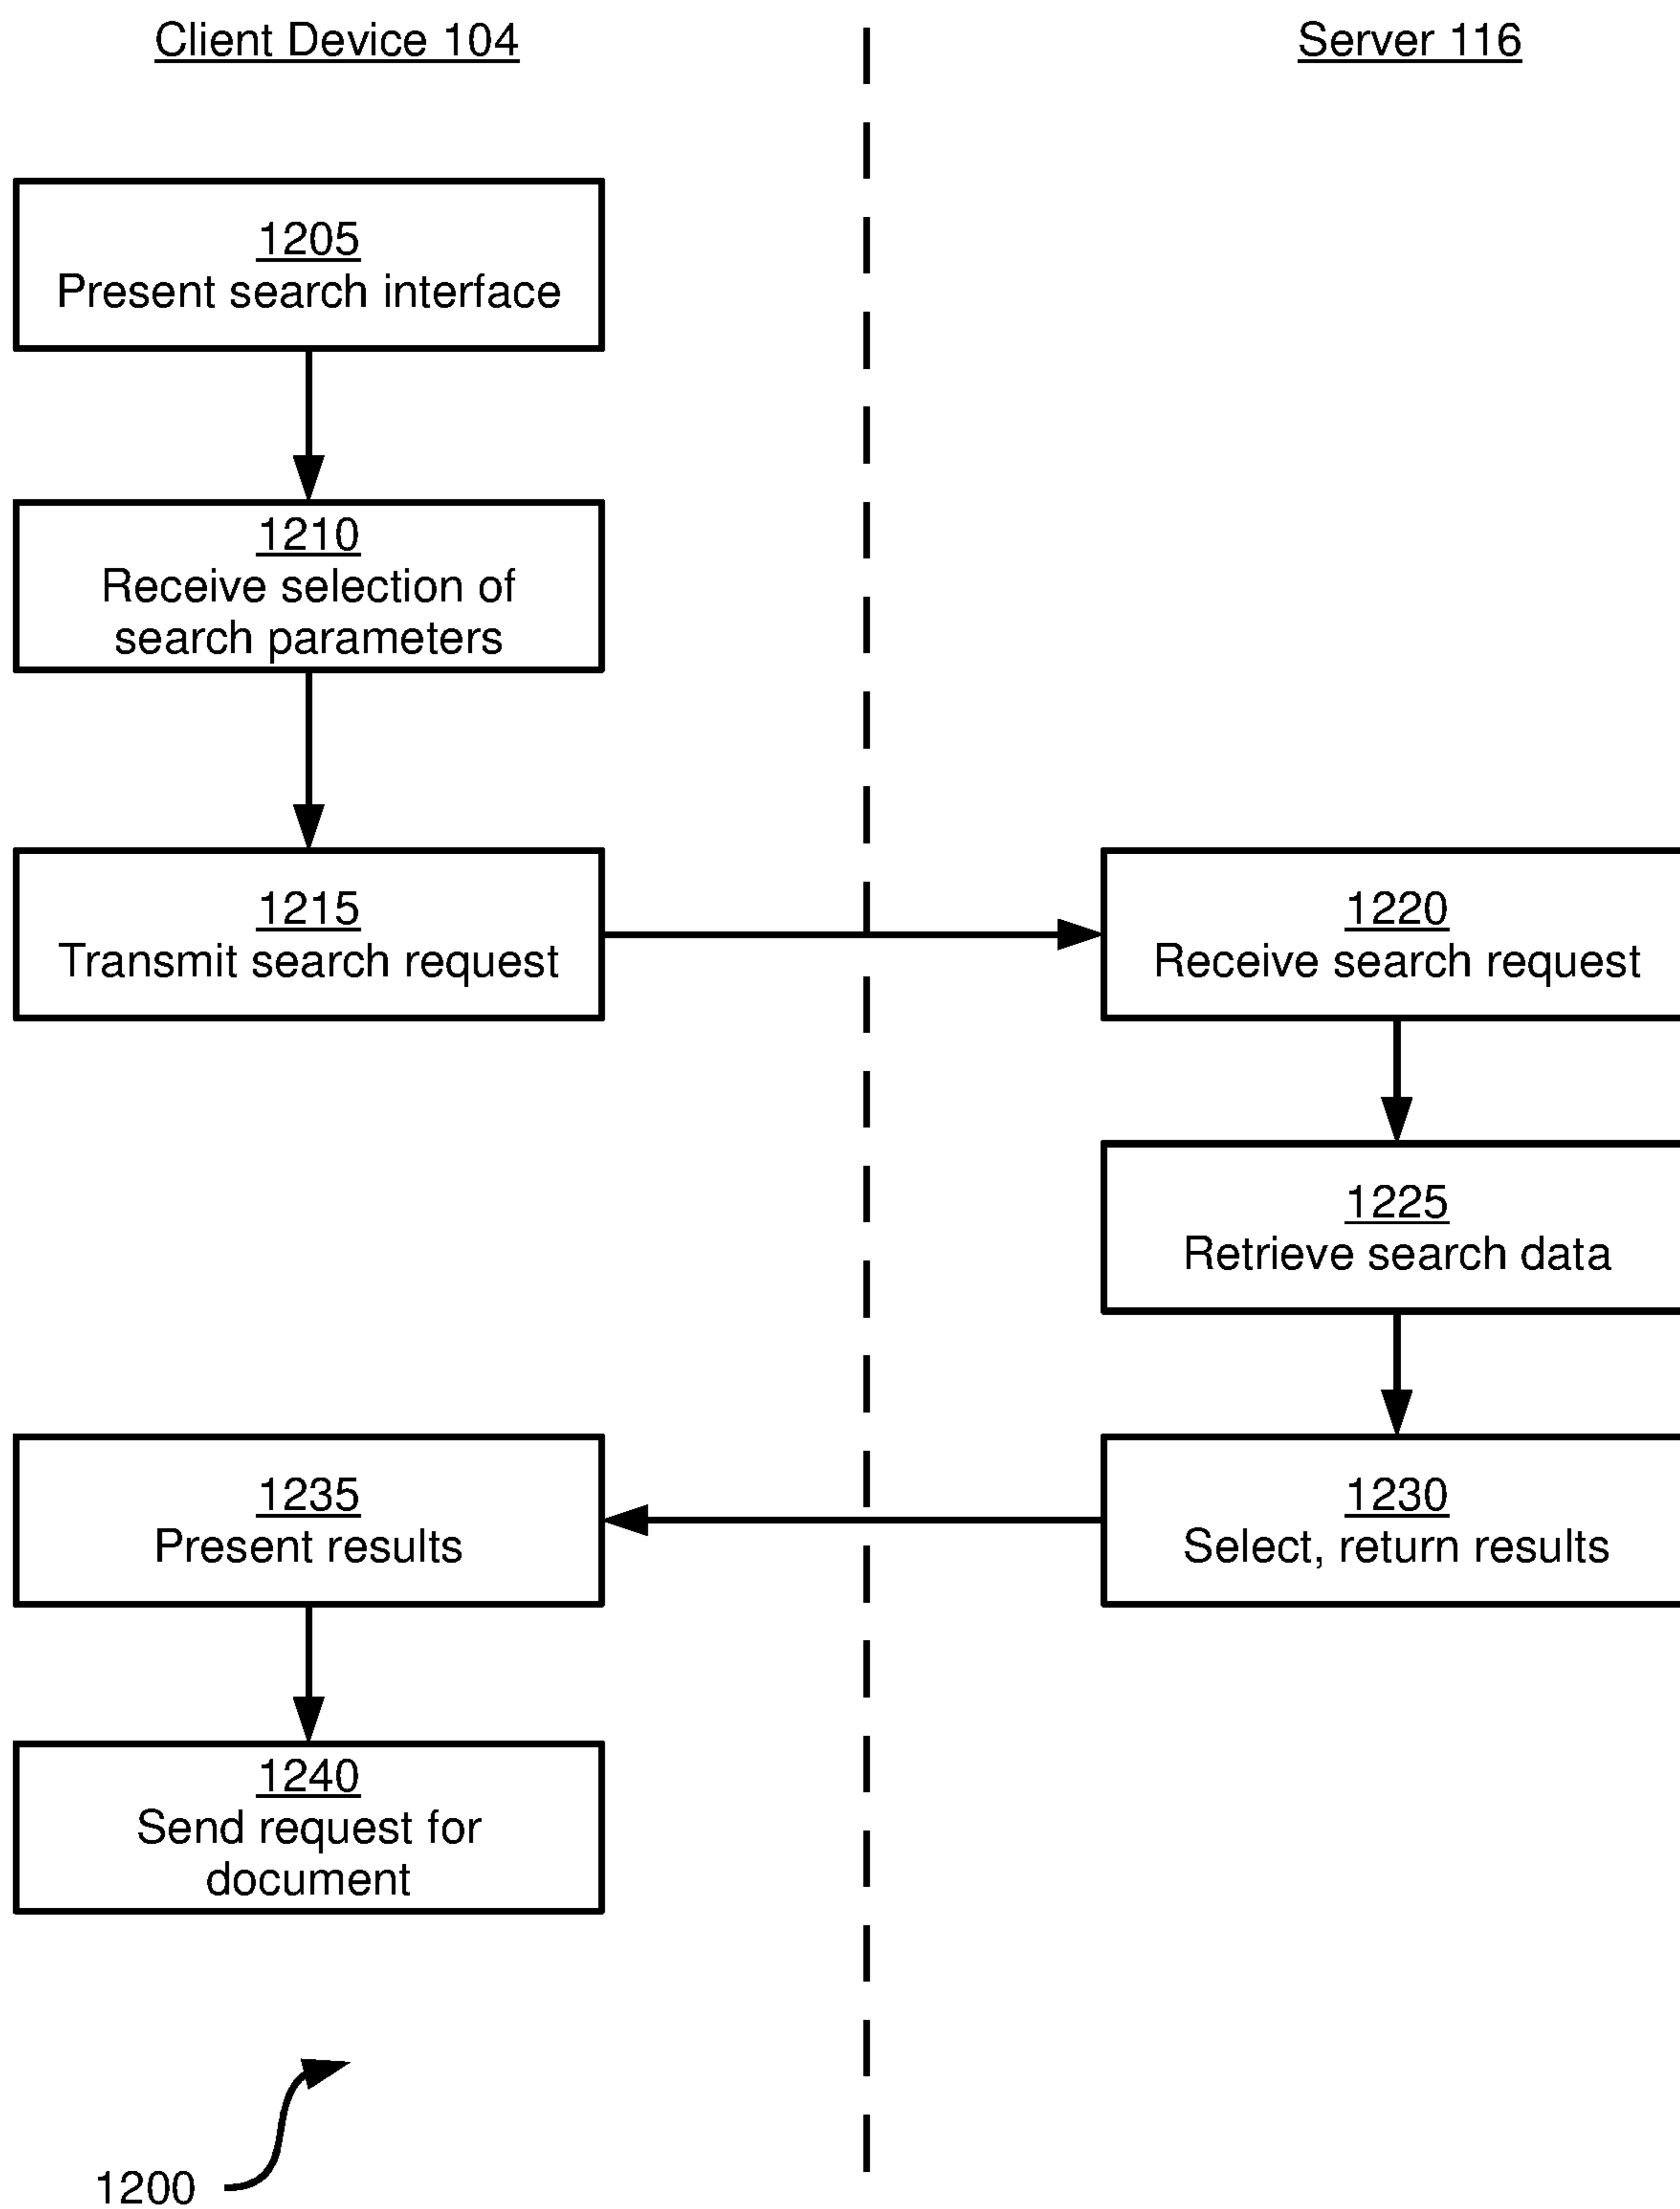 Client Device 104
Server 116
1205
Present search interface
1210
Receive selection of
search parameters
1215
Transmit search request
1220
Receive search request
1225
Retrieve search data
1230
Select, return results
1235
Present results
1240
Send request for
document
1200